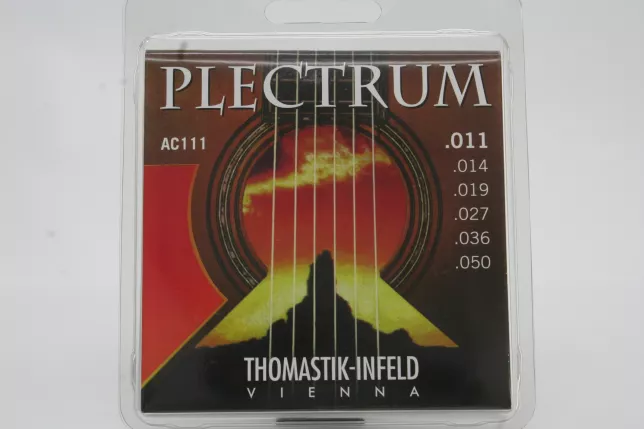 PLECTRUM
AC111
.011
.014
.019
.027
.036
.050
THOMASTIK-INFELD
VIENNA